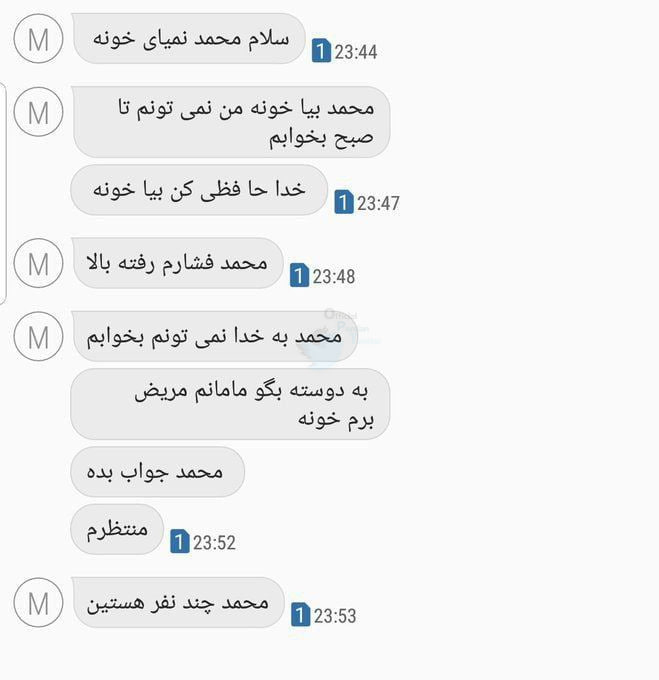 M
سلام محمد نمیای خونه
1 23:44
M
محمد بیا خونه من نمی تونم تا
صبح بخوابم
خدا حا فظی کن بیا خونه
1 23:47
M
محمد فشارم رفته بالا
1 23:48
M
محمد به خدا نمی تونم بخوابم
به دوسته بگو مامانم مریض
برم خونه
محمد جواب بده
منتظرم
1 23:52
M
محمد چند نفر هستین
1 23:53
Official
Persian